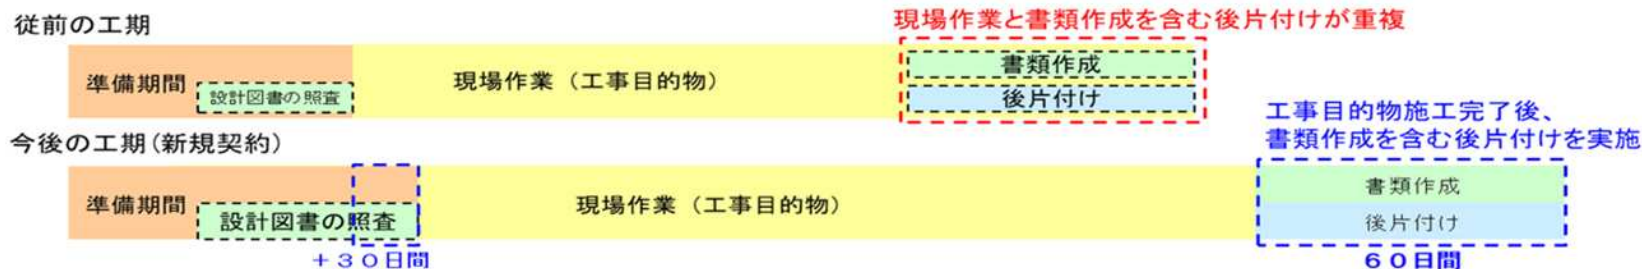 従前の工期
現場作業と書類作成を含む後片付けが重複
準備期間
設計図書の照査
現場作業（工事目的物）
書類作成
後片付け
工事目的物施工完了後、
書類作成を含む後片付けを実施
今後の工期（新規契約）
準備期間
設計図書の照査
現場作業（工事目的物）
書類作成
後片付け
＋３０日間
６０日間